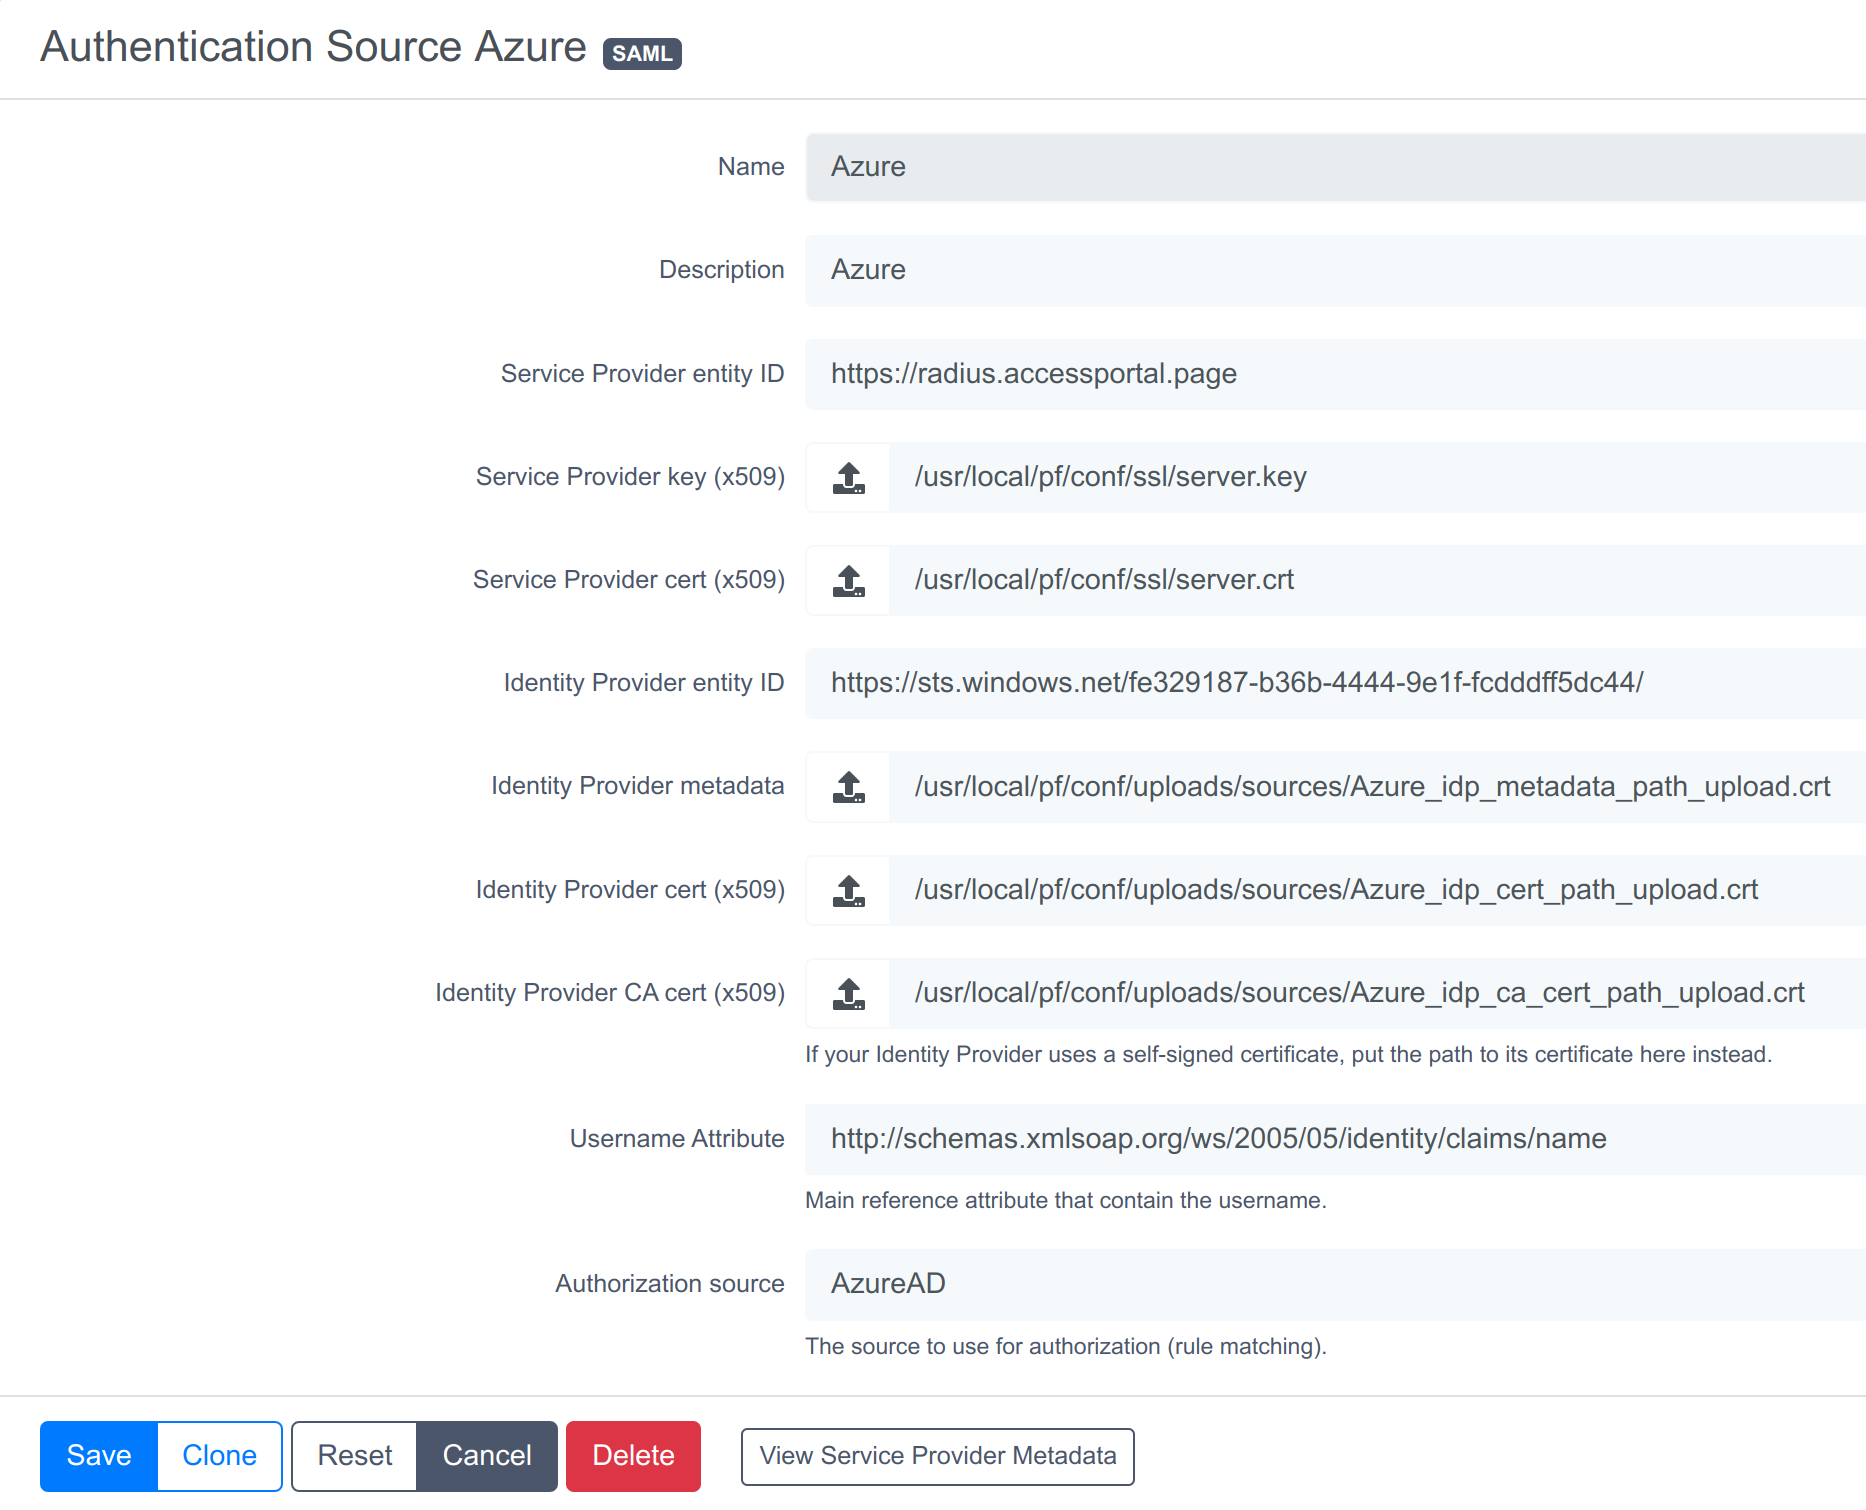 Authentication Source Azure SAML
Name Azure
Description Azure
Service Provider entity ID https://radius.accessportal.page
Service Provider key (x509) /usr/local/pf/conf/ssl/server.key
Service Provider cert (x509) /usr/local/pf/conf/ssl/server.crt
Identity Provider entity ID https://sts.windows.net/fe329187-b36b-4444-9e1f-fcdddff5dc44/
Identity Provider metadata /usr/local/pf/conf/uploads/sources/Azure_idp_metadata_path_upload.crt
Identity Provider cert (x509) /usr/local/pf/conf/uploads/sources/Azure_idp_cert_path_upload.crt
Identity Provider CA cert (x509) /usr/local/pf/conf/uploads/sources/Azure_idp_ca_cert_path_upload.crt
If your Identity Provider uses a self-signed certificate, put the path to its certificate here instead.
Username Attribute http://schemas.xmlsoap.org/ws/2005/05/identity/claims/name
Main reference attribute that contain the username.
Authorization source AzureAD
The source to use for authorization (rule matching).
Save Clone Reset Cancel Delete View Service Provider Metadata